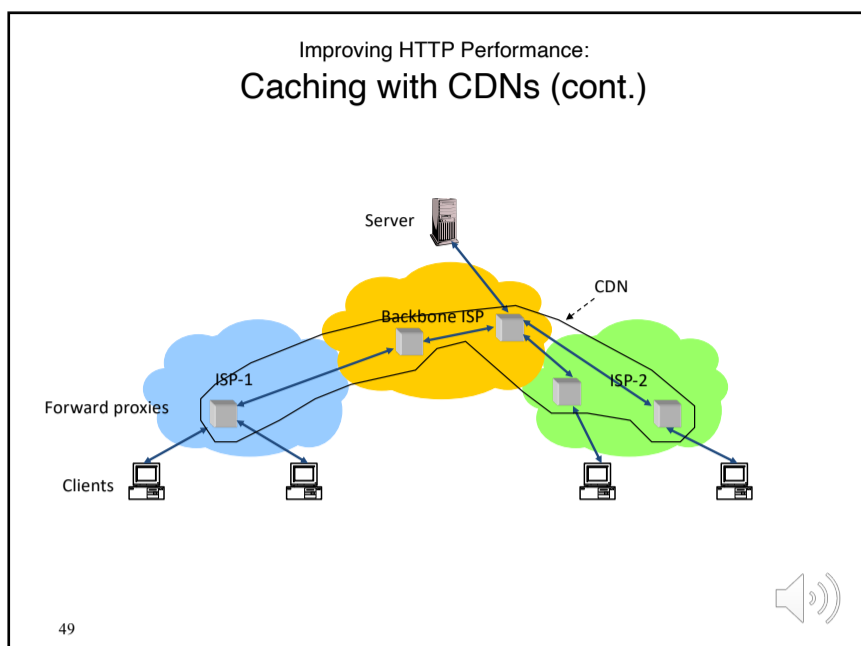 Improving HTTP Performance:
Caching with CDNs (cont.)
Server
CDN
Backbone ISP
ISP-1
ISP-2
Forward proxies
Clients
49